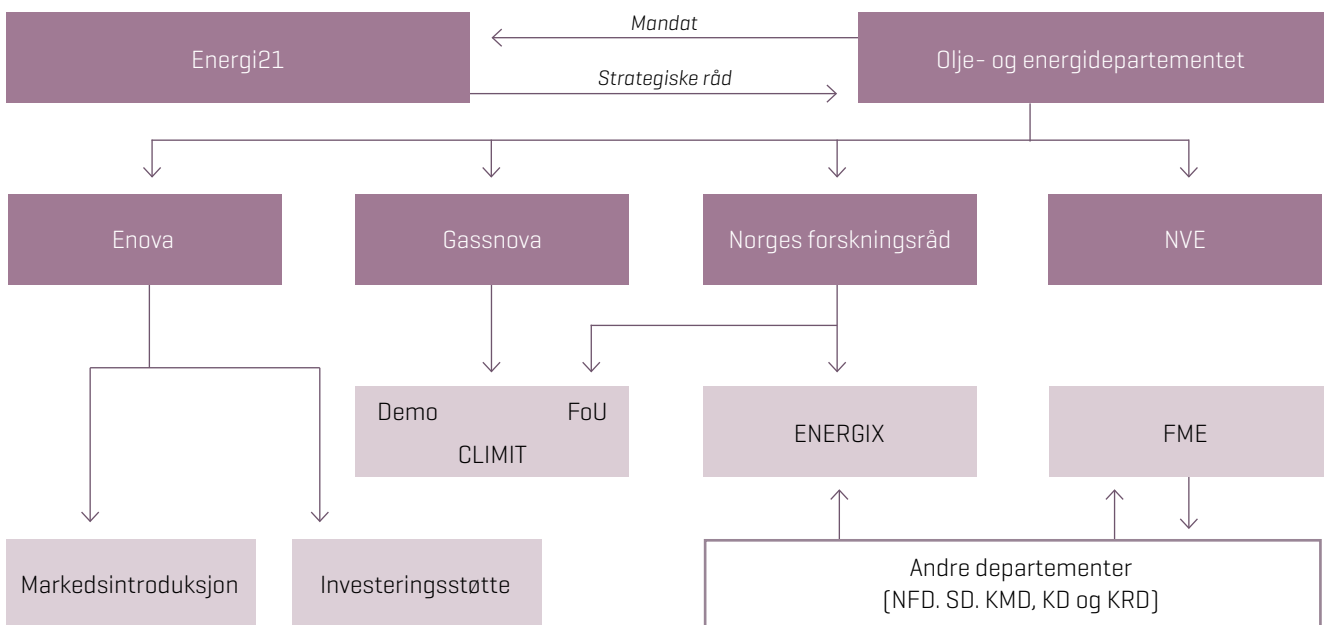 Mandat
Energi21
Olje- og energidepartementet
Strategiske råd
Enova
Gassnova
Norges forskningsråd
NVE
Demo
FoU
CLIMIT
ENERGIX
FME
Markedsintroduksjon
Investeringsstøtte
Andre departementer
(NFD. SD. KMD, KD og KRD)